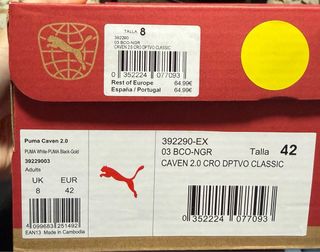 TALLA 8
392290
03 BCO-NGR
CAVEN 2.0 CRO DPTVO CLASSIC
0 352224 077093
Rest of Europe 64.99€
España / Portugal 64.99€
Puma Caven 2.0
PUMA White-PUMA Black-Gold
39229003
Adults
UK EUR
8 42
4 099683 251492
EAN13 Made in Cambodia
392290-EX
03 BCO-NGR Talla 42
CAVEN 2.0 CRO DPTVO CLASSIC
0 352224 077093